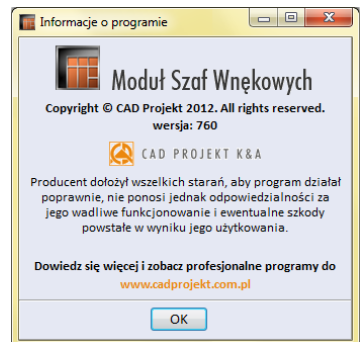 Informacje o programie
Moduł Szaf Wnękowych
Copyright © CAD Projekt 2012. All rights reserved.
wersja: 760
CAD PROJEKT K&A
Producent dołożył wszelkich starań, aby program działał
poprawnie, nie ponosi jednak odpowiedzialności za
jego wadliwe funkcjonowanie i ewentualne szkody
powstałe w wyniku jego użytkowania.
Dowiedz się więcej i zobacz profesjonalne programy do
www.cadprojekt.com.pl
OK